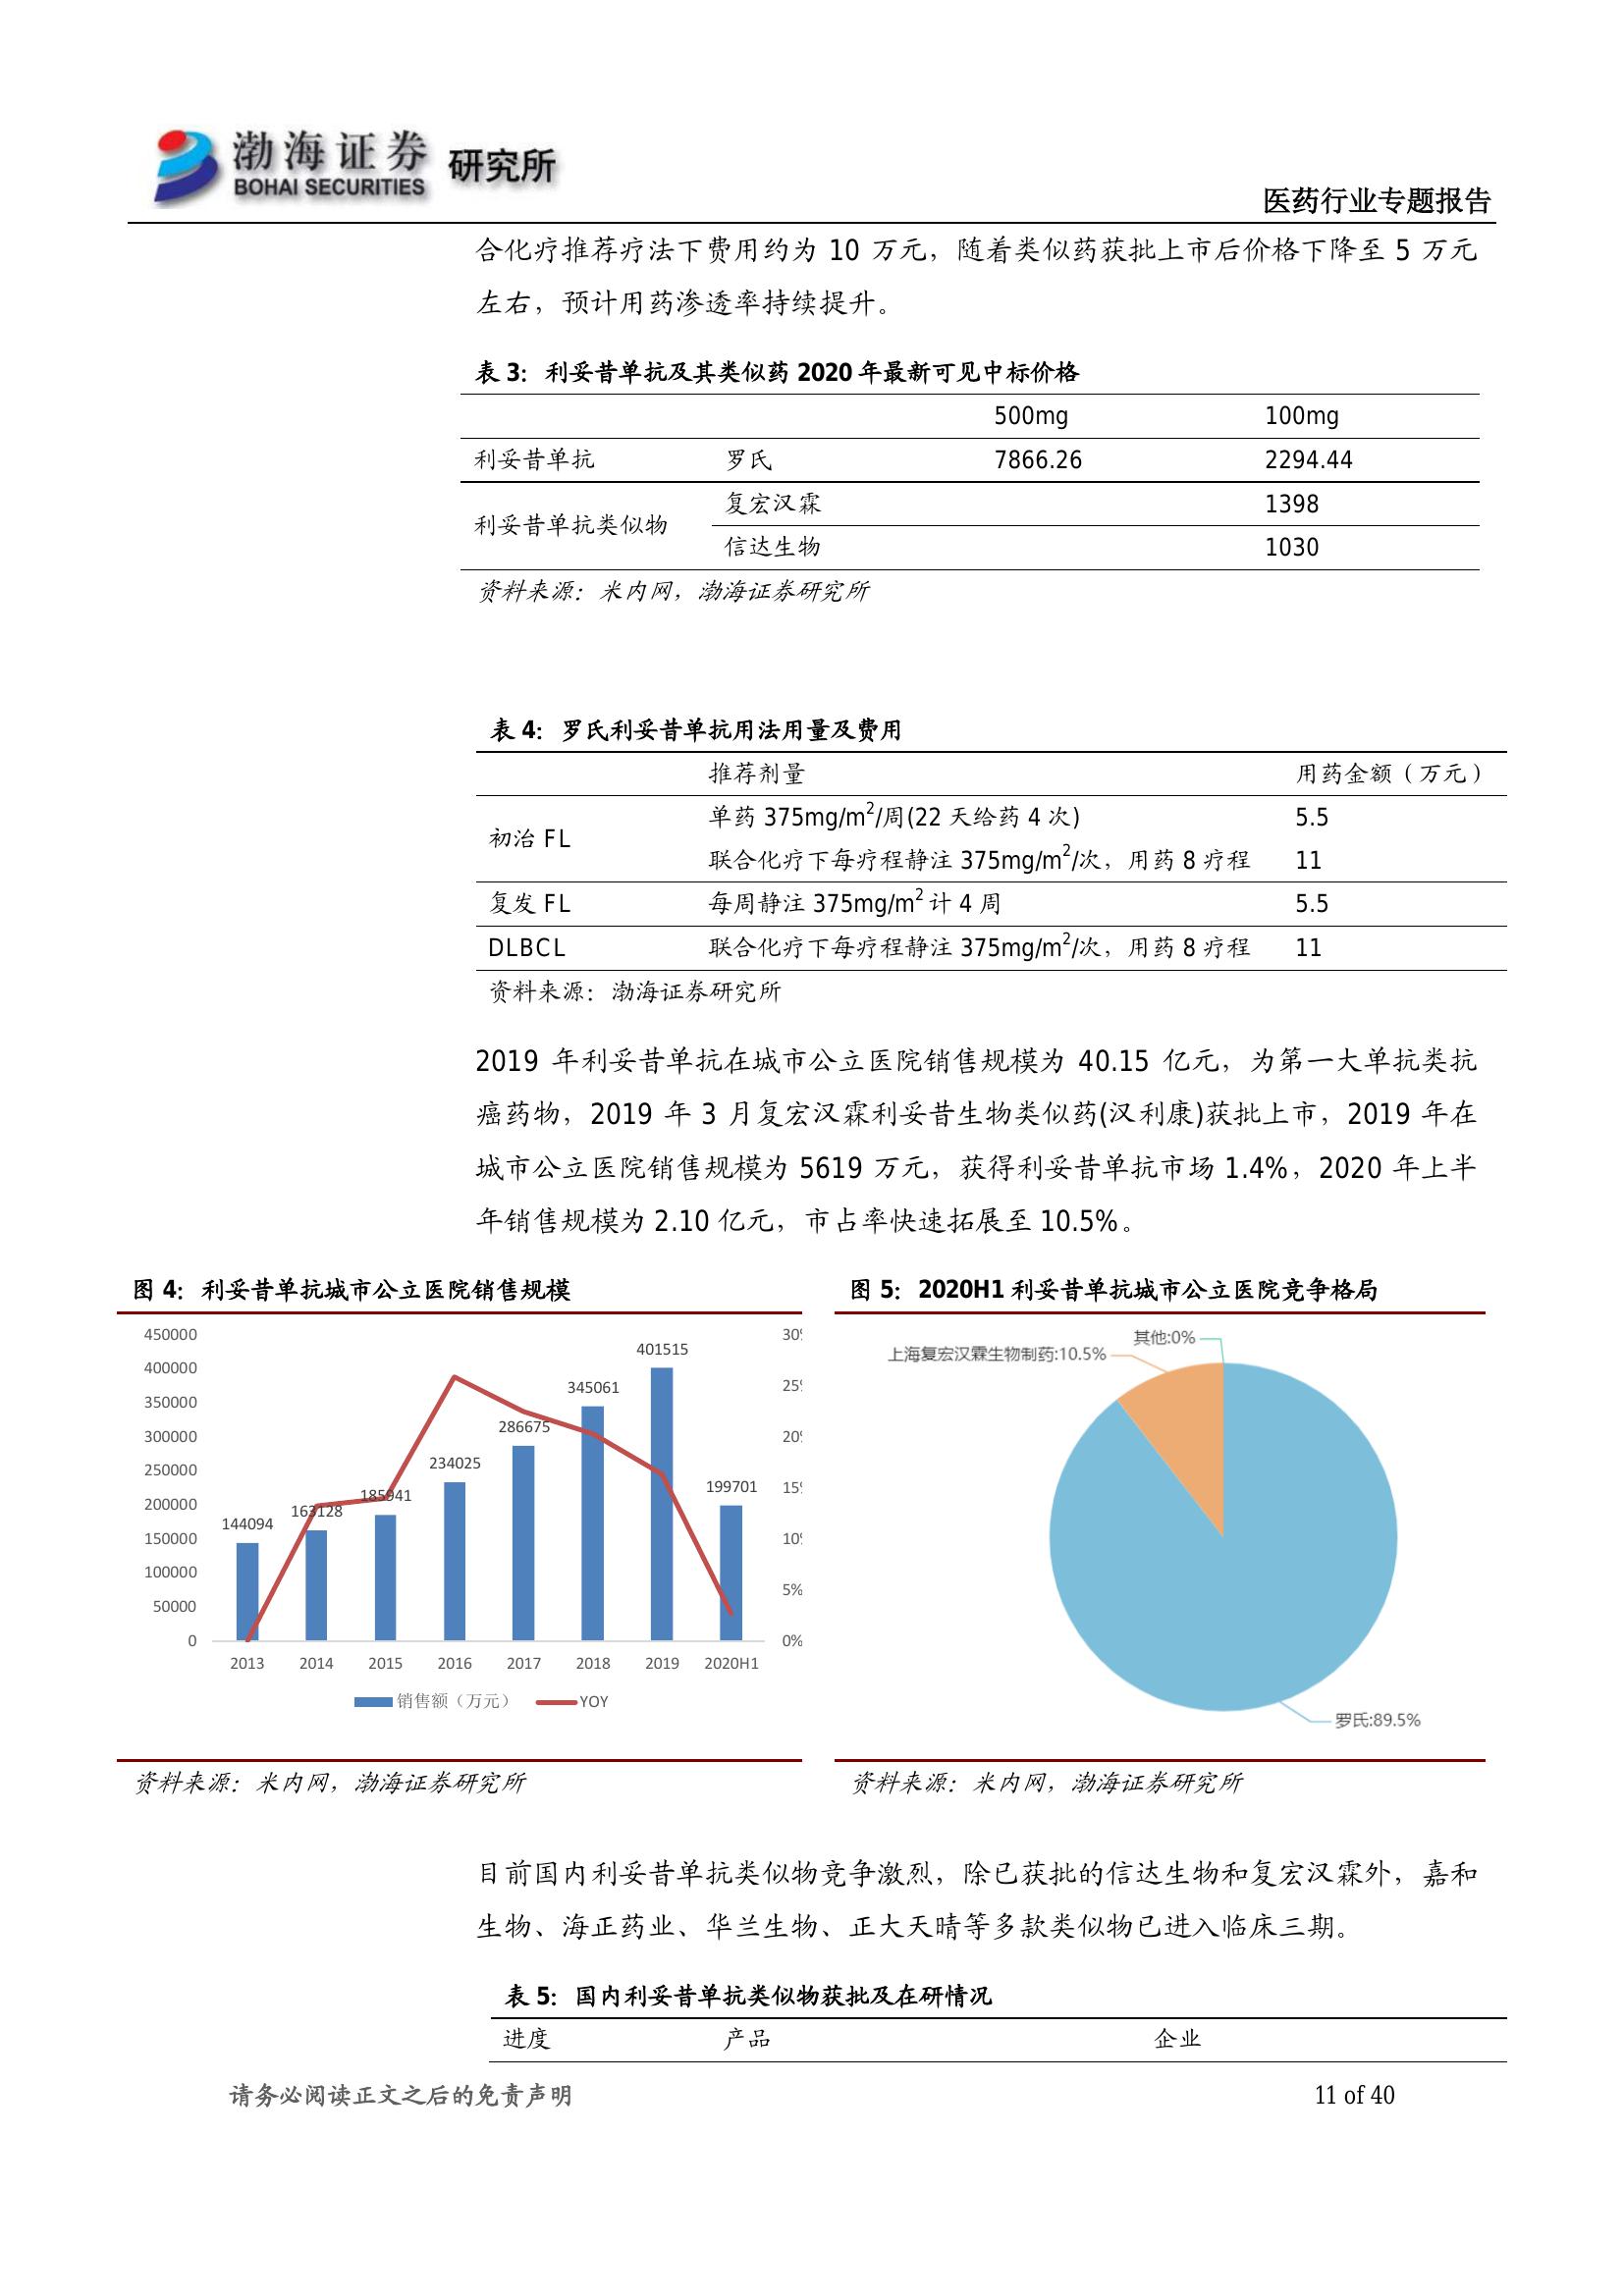 渤海证券 研究所
BOHAI SECURITIES
医药行业专题报告
合化疗推荐疗法下费用约为 10 万元，随着类似药获批上市后价格下降至 5 万元
左右，预计用药渗透率持续提升。
表 3：利妥昔单抗及其类似药 2020 年最新可见中标价格
500mg 100mg
利妥昔单抗 罗氏 7866.26 2294.44
利妥昔单抗类似物 复宏汉霖 1398
信达生物 1030
资料来源：米内网，渤海证券研究所
表 4：罗氏利妥昔单抗用法用量及费用
推荐剂量 用药金额（万元）
初治 FL 单药 375mg/m²/周(22 天给药 4 次) 5.5
联合化疗下每疗程静注 375mg/m²/次，用药 8 疗程 11
复发 FL 每周静注 375mg/m² 计 4 周 5.5
DLBCL 联合化疗下每疗程静注 375mg/m²/次，用药 8 疗程 11
资料来源：渤海证券研究所
2019 年利妥昔单抗在城市公立医院销售规模为 40.15 亿元，为第一大单抗类抗
癌药物，2019 年 3 月复宏汉霖利妥昔生物类似药(汉利康)获批上市，2019 年在
城市公立医院销售规模为 5619 万元，获得利妥昔单抗市场 1.4%，2020 年上半
年销售规模为 2.10 亿元，市占率快速拓展至 10.5%。
图 4：利妥昔单抗城市公立医院销售规模
450000
400000
350000
300000
250000
200000
150000
100000
50000
0
144094
163128
185941
234025
286675
345061
401515
199701
30%
25%
20%
15%
10%
5%
0%
2013 2014 2015 2016 2017 2018 2019 2020H1
销售额（万元） YOY
资料来源：米内网，渤海证券研究所
图 5：2020H1 利妥昔单抗城市公立医院竞争格局
其他:0%
上海复宏汉霖生物制药:10.5%
罗氏:89.5%
资料来源：米内网，渤海证券研究所
目前国内利妥昔单抗类似物竞争激烈，除已获批的信达生物和复宏汉霖外，嘉和
生物、海正药业、华兰生物、正大天晴等多款类似物已进入临床三期。
表 5：国内利妥昔单抗类似物获批及在研情况
进度 产品 企业
请务必阅读正文之后的免责声明 11 of 40